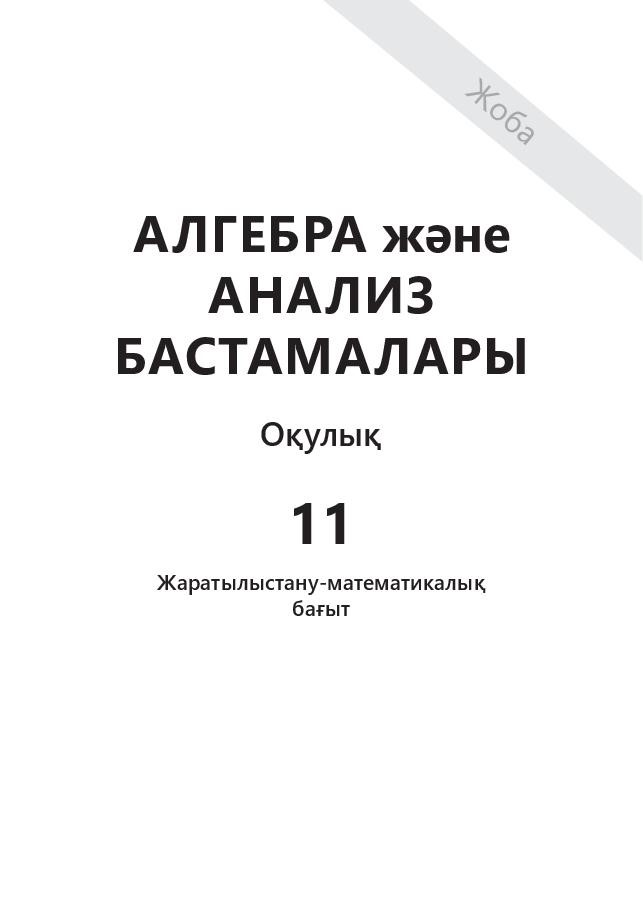 Жоба
АЛГЕБРА және
АНАЛИЗ
БАСТАМАЛАРЫ
Оқулық
11
Жаратылыстану-математикалық
бағыт